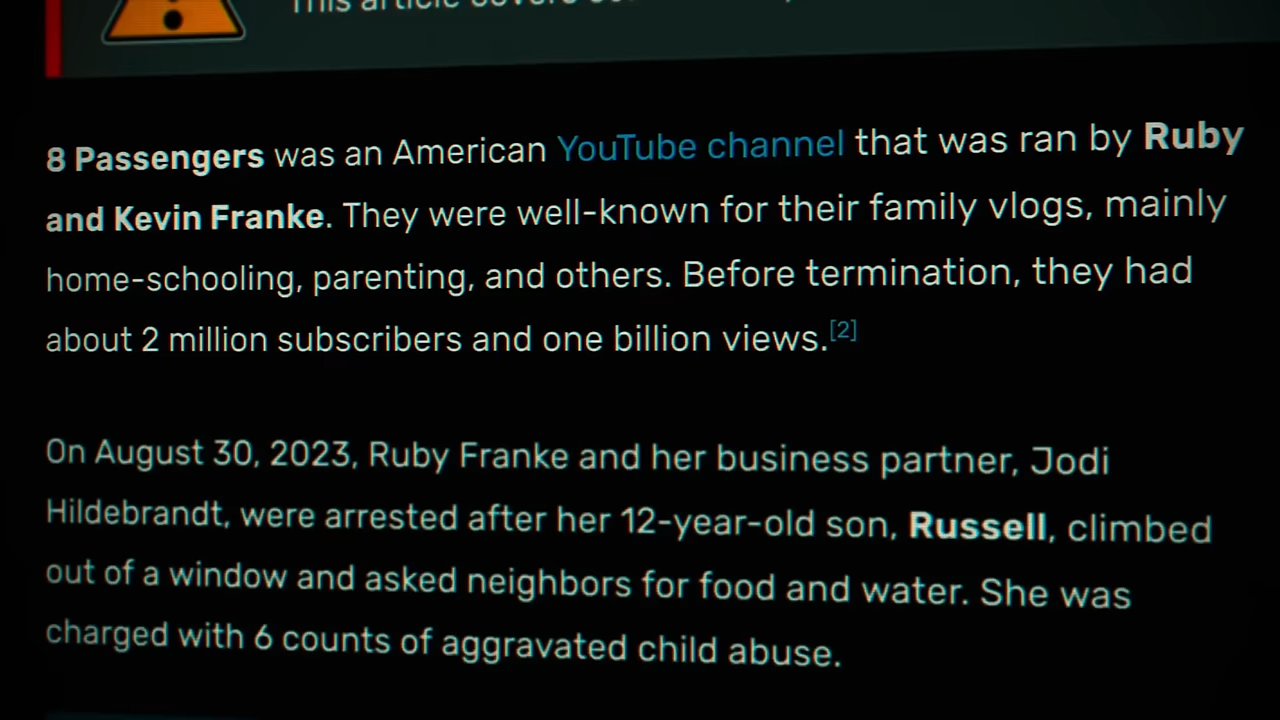 This article covers
8 Passengers was an American YouTube channel that was ran by Ruby
and Kevin Franke. They were well-known for their family vlogs, mainly
home-schooling, parenting, and others. Before termination, they had
about 2 million subscribers and one billion views.[2]
On August 30, 2023, Ruby Franke and her business partner, Jodi
Hildebrandt, were arrested after her 12-year-old son, Russell, climbed
out of a window and asked neighbors for food and water. She was
charged with 6 counts of aggravated child abuse.